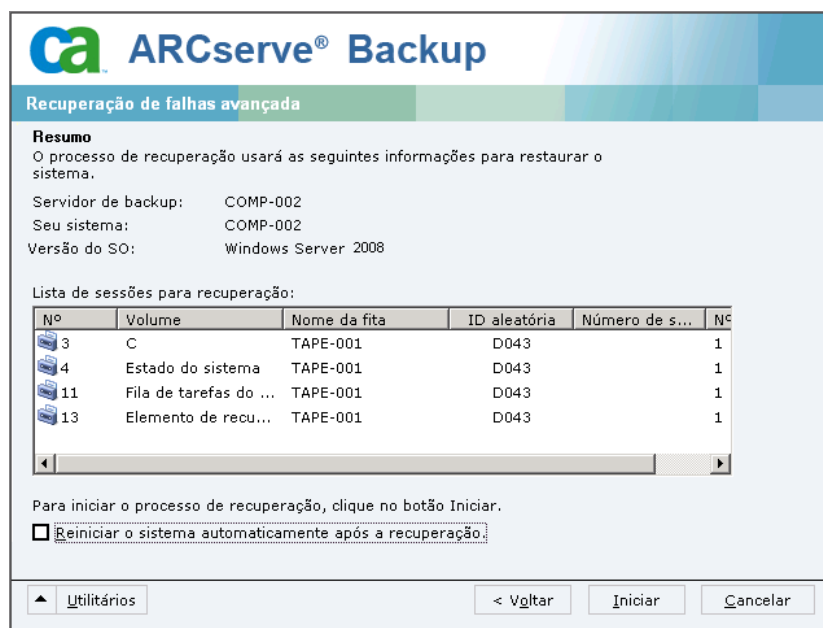 ca ARCserve® Backup
Recuperação de falhas avançada
Resumo
O processo de recuperação usará as seguintes informações para restaurar o
sistema.
Servidor de backup: COMP-002
Seu sistema: COMP-002
Versão do SO: Windows Server 2008
Lista de sessões para recuperação:
Nº Volume Nome da fita ID aleatória Número de s... Nº
3 C TAPE-001 D043 1
4 Estado do sistema TAPE-001 D043 1
11 Fila de tarefas do ... TAPE-001 D043 1
13 Elemento de recu... TAPE-001 D043 1
Para iniciar o processo de recuperação, clique no botão Iniciar.
Reiniciar o sistema automaticamente após a recuperação.
Utilitários < Voltar Iniciar Cancelar